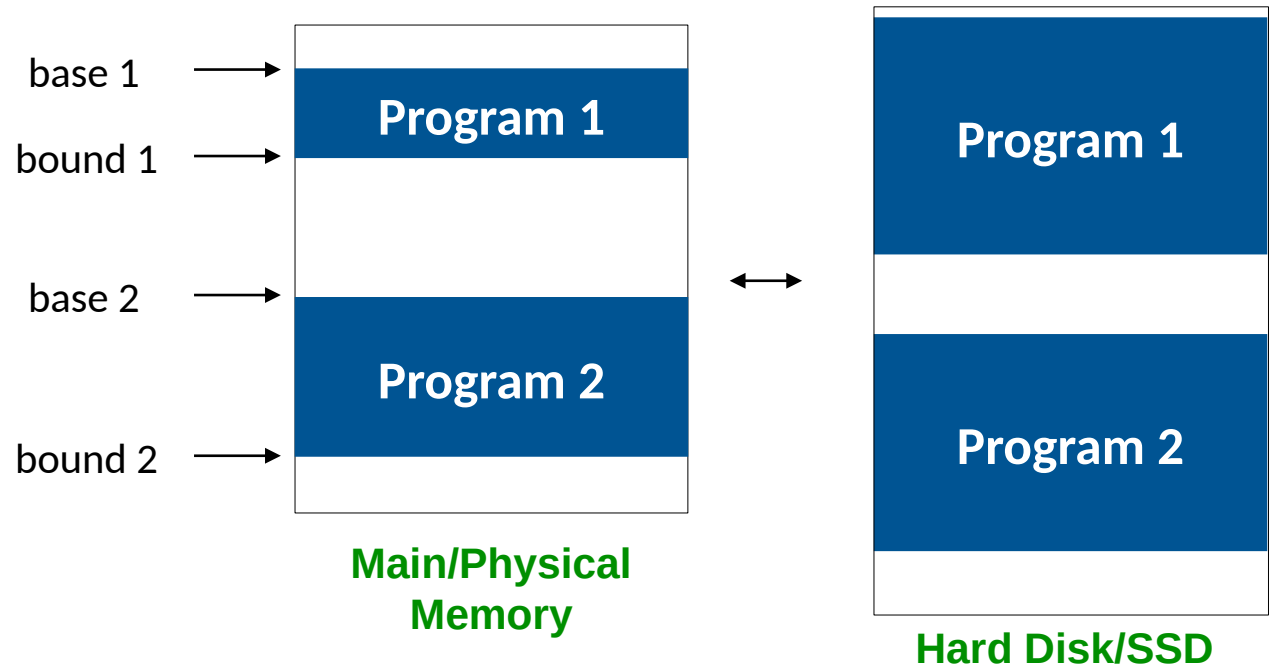 base 1
Program 1
bound 1
base 2
Program 2
bound 2
Main/Physical
Memory
Program 1
Program 2
Hard Disk/SSD